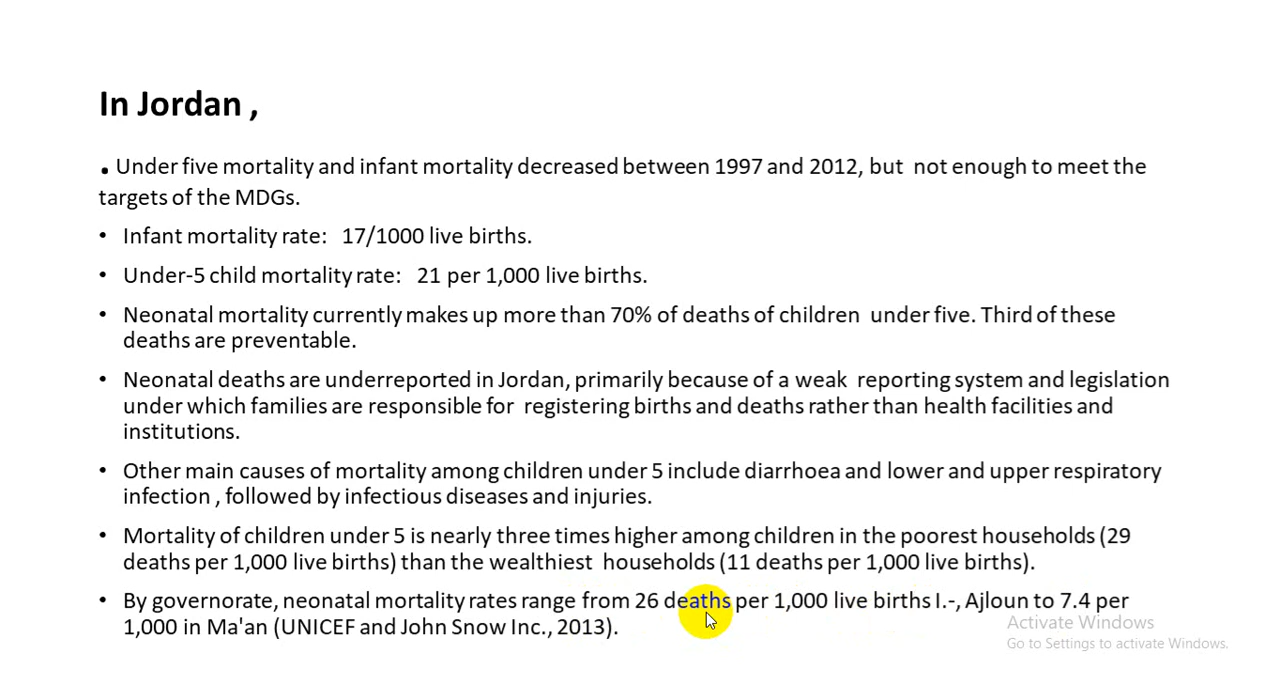 In Jordan ,
. Under five mortality and infant mortality decreased between 1997 and 2012, but not enough to meet the
targets of the MDGs.
• Infant mortality rate: 17/1000 live births.
• Under-5 child mortality rate: 21 per 1,000 live births.
• Neonatal mortality currently makes up more than 70% of deaths of children under five. Third of these
deaths are preventable.
• Neonatal deaths are underreported in Jordan, primarily because of a weak reporting system and legislation
under which families are responsible for registering births and deaths rather than health facilities and
institutions.
• Other main causes of mortality among children under 5 include diarrhoea and lower and upper respiratory
infection , followed by infectious diseases and injuries.
• Mortality of children under 5 is nearly three times higher among children in the poorest households (29
deaths per 1,000 live births) than the wealthiest households (11 deaths per 1,000 live births).
• By governorate, neonatal mortality rates range from 26 deaths per 1,000 live births I.-, Ajloun to 7.4 per
1,000 in Ma'an (UNICEF and John Snow Inc., 2013).
Activate Windows
Go to Settings to activate Windows.